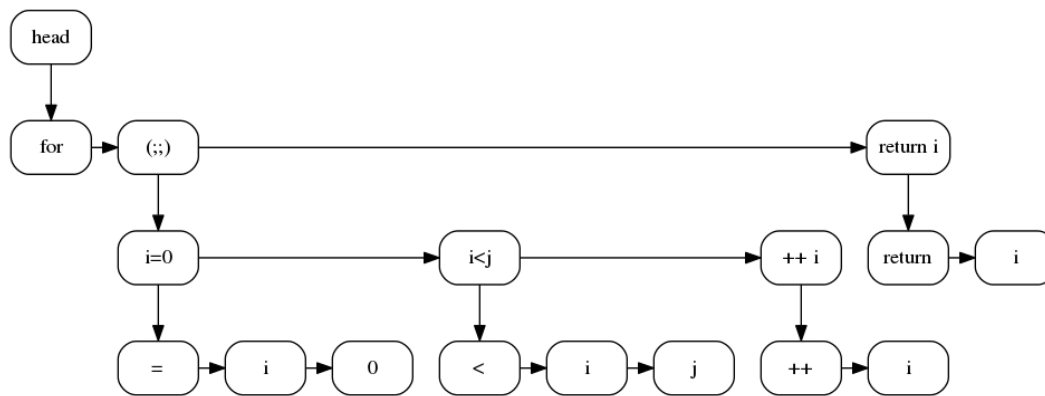 head
for
(;;)
return i
i=0
i<j
++ i
return
i
=
i
0
<
i
j
++
i